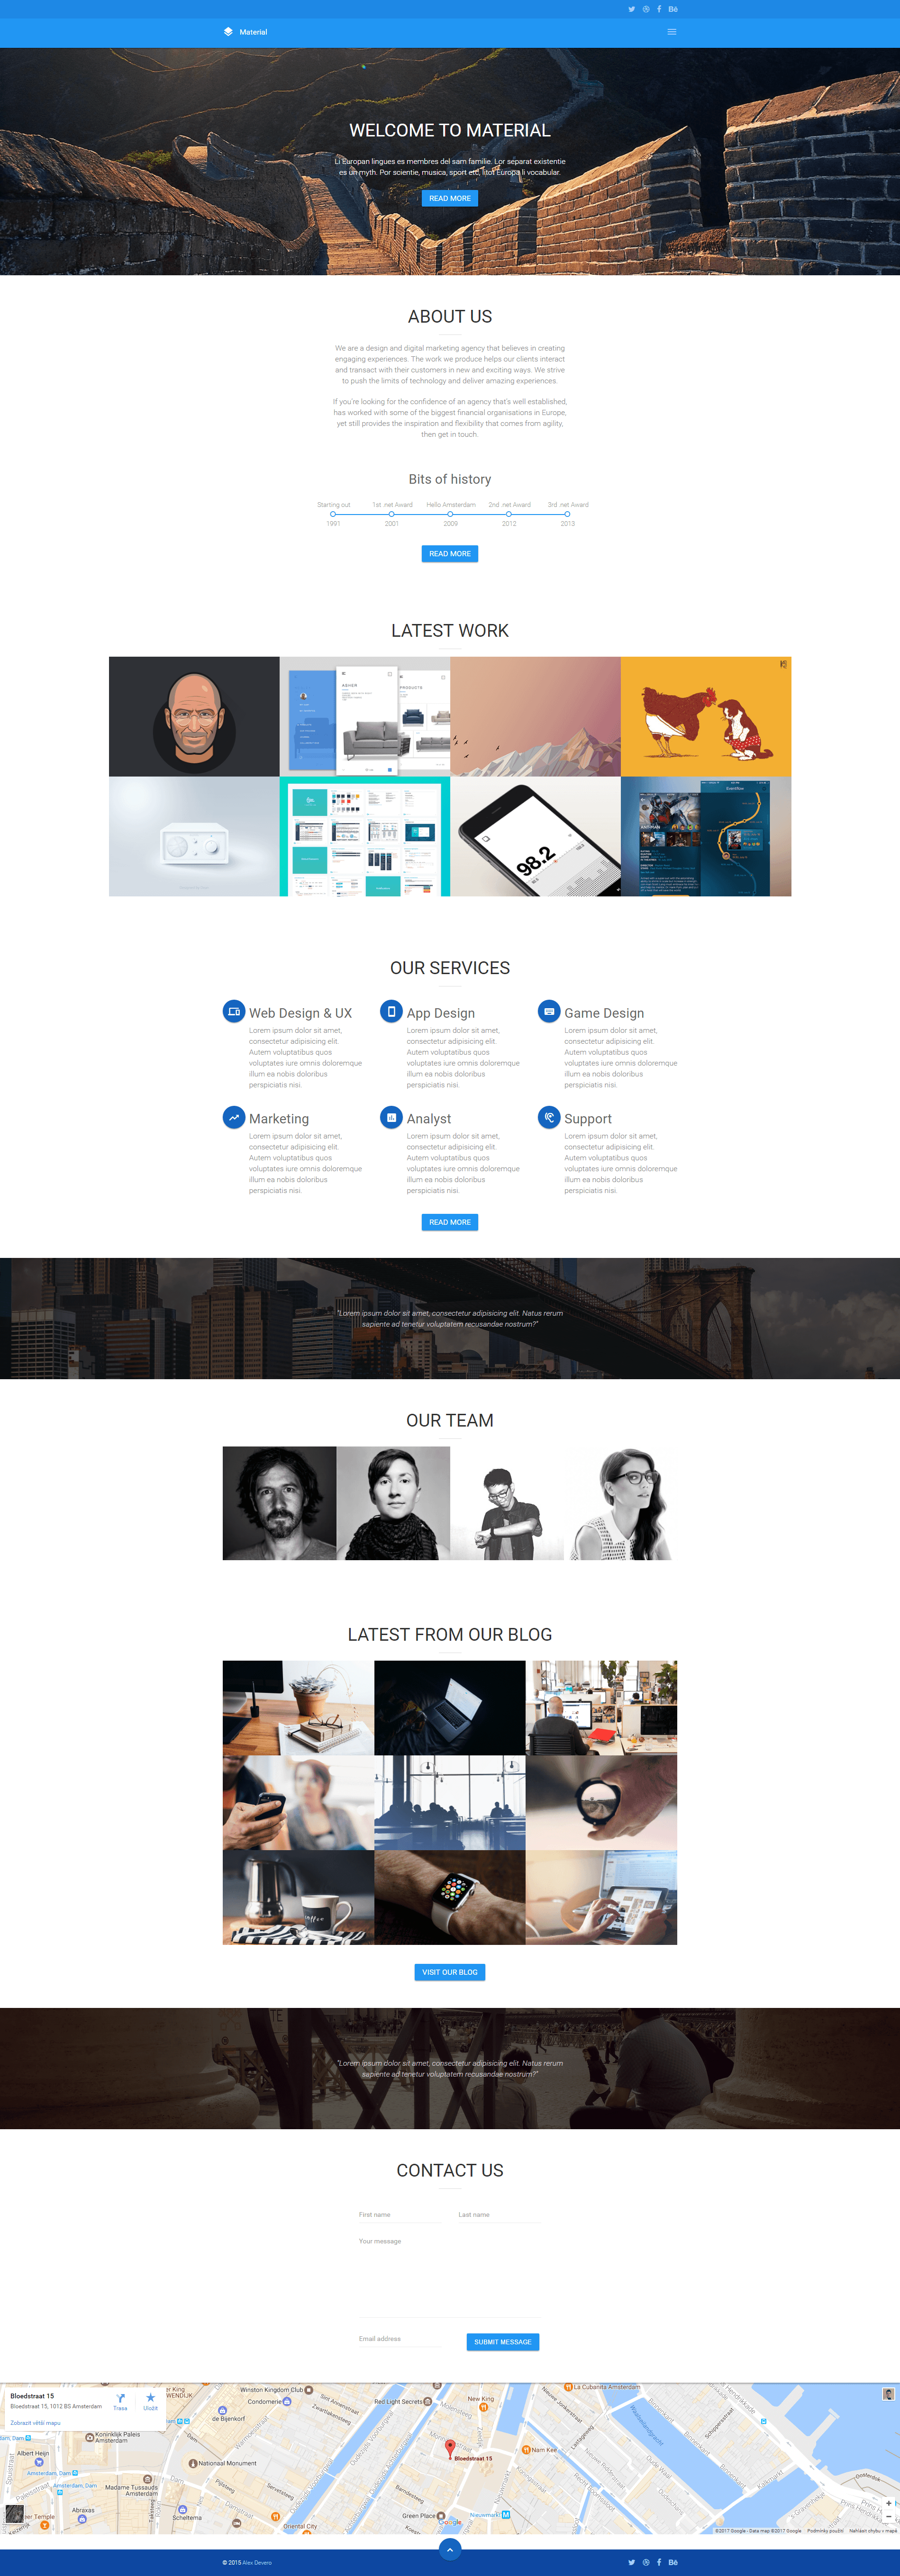 Material
WELCOME TO MATERIAL
Li Europan lingues es membres del sam familie. Lor separat existentie
es un myth. Por scientie, musica, sport etc, litot Europa li vocabular.
READ MORE
ABOUT US
We are a design and digital marketing agency that believes in creating
engaging experiences. The work we produce helps our clients interact
and transact with their customers in new and exciting ways. We strive
to push the limits of technology and deliver amazing experiences.
If you're looking for the confidence of an agency that's well established,
has worked with some of the biggest financial organisations in Europe,
yet still provides the inspiration and flexibility that comes from agility,
then get in touch.
Bits of history
Starting out 1st .net Award Hello Amsterdam 2nd .net Award 3rd .net Award
1991 2001 2009 2012 2013
READ MORE
LATEST WORK
ASHER
PRODUCTS
98.2
OUR SERVICES
Web Design & UX
Lorem ipsum dolor sit amet,
consectetur adipisicing elit.
Autem voluptatibus quos
voluptates iure omnis doloremque
illum ea nobis doloribus
perspiciatis nisi.
App Design
Lorem ipsum dolor sit amet,
consectetur adipisicing elit.
Autem voluptatibus quos
voluptates iure omnis doloremque
illum ea nobis doloribus
perspiciatis nisi.
Game Design
Lorem ipsum dolor sit amet,
consectetur adipisicing elit.
Autem voluptatibus quos
voluptates iure omnis doloremque
illum ea nobis doloribus
perspiciatis nisi.
Marketing
Lorem ipsum dolor sit amet,
consectetur adipisicing elit.
Autem voluptatibus quos
voluptates iure omnis doloremque
illum ea nobis doloribus
perspiciatis nisi.
Analyst
Lorem ipsum dolor sit amet,
consectetur adipisicing elit.
Autem voluptatibus quos
voluptates iure omnis doloremque
illum ea nobis doloribus
perspiciatis nisi.
Support
Lorem ipsum dolor sit amet,
consectetur adipisicing elit.
Autem voluptatibus quos
voluptates iure omnis doloremque
illum ea nobis doloribus
perspiciatis nisi.
READ MORE
"Lorem ipsum dolor sit amet, consectetur adipisicing elit. Natus rerum
sapiente ad tenetur voluptatem recusandae nostrum?"
OUR TEAM
LATEST FROM OUR BLOG
coffee
VISIT OUR BLOG
"Lorem ipsum dolor sit amet, consectetur adipisicing elit. Natus rerum
sapiente ad tenetur voluptatem recusandae nostrum?"
CONTACT US
First name Last name
Your message
Email address
SUBMIT MESSAGE
Bloedstraat 15
Bloedstraat 15, 1012 BS Amsterdam
Trasa Uložit
Zobrazit větší mapu
Winston Kingdom Club
Condomerie
de Bijenkorf
Koninklijk Paleis
Amsterdam
Albert Heijn
Amsterdam, Dam
Amsterdam, Dam
Madame Tussauds
Amsterdam
Abraxas
Scheltema
Nationaal Monument
Oriental City
Red Light Secrets
New King
La Cubanita Amsterdam
Nam Kee
Bloedstraat 15
Green Place
Nieuwmarkt
Google
©2017 Google - Data map ©2017 Google Podmínky použití Nahlásit chybu v mapě
© 2015 Alex Devero